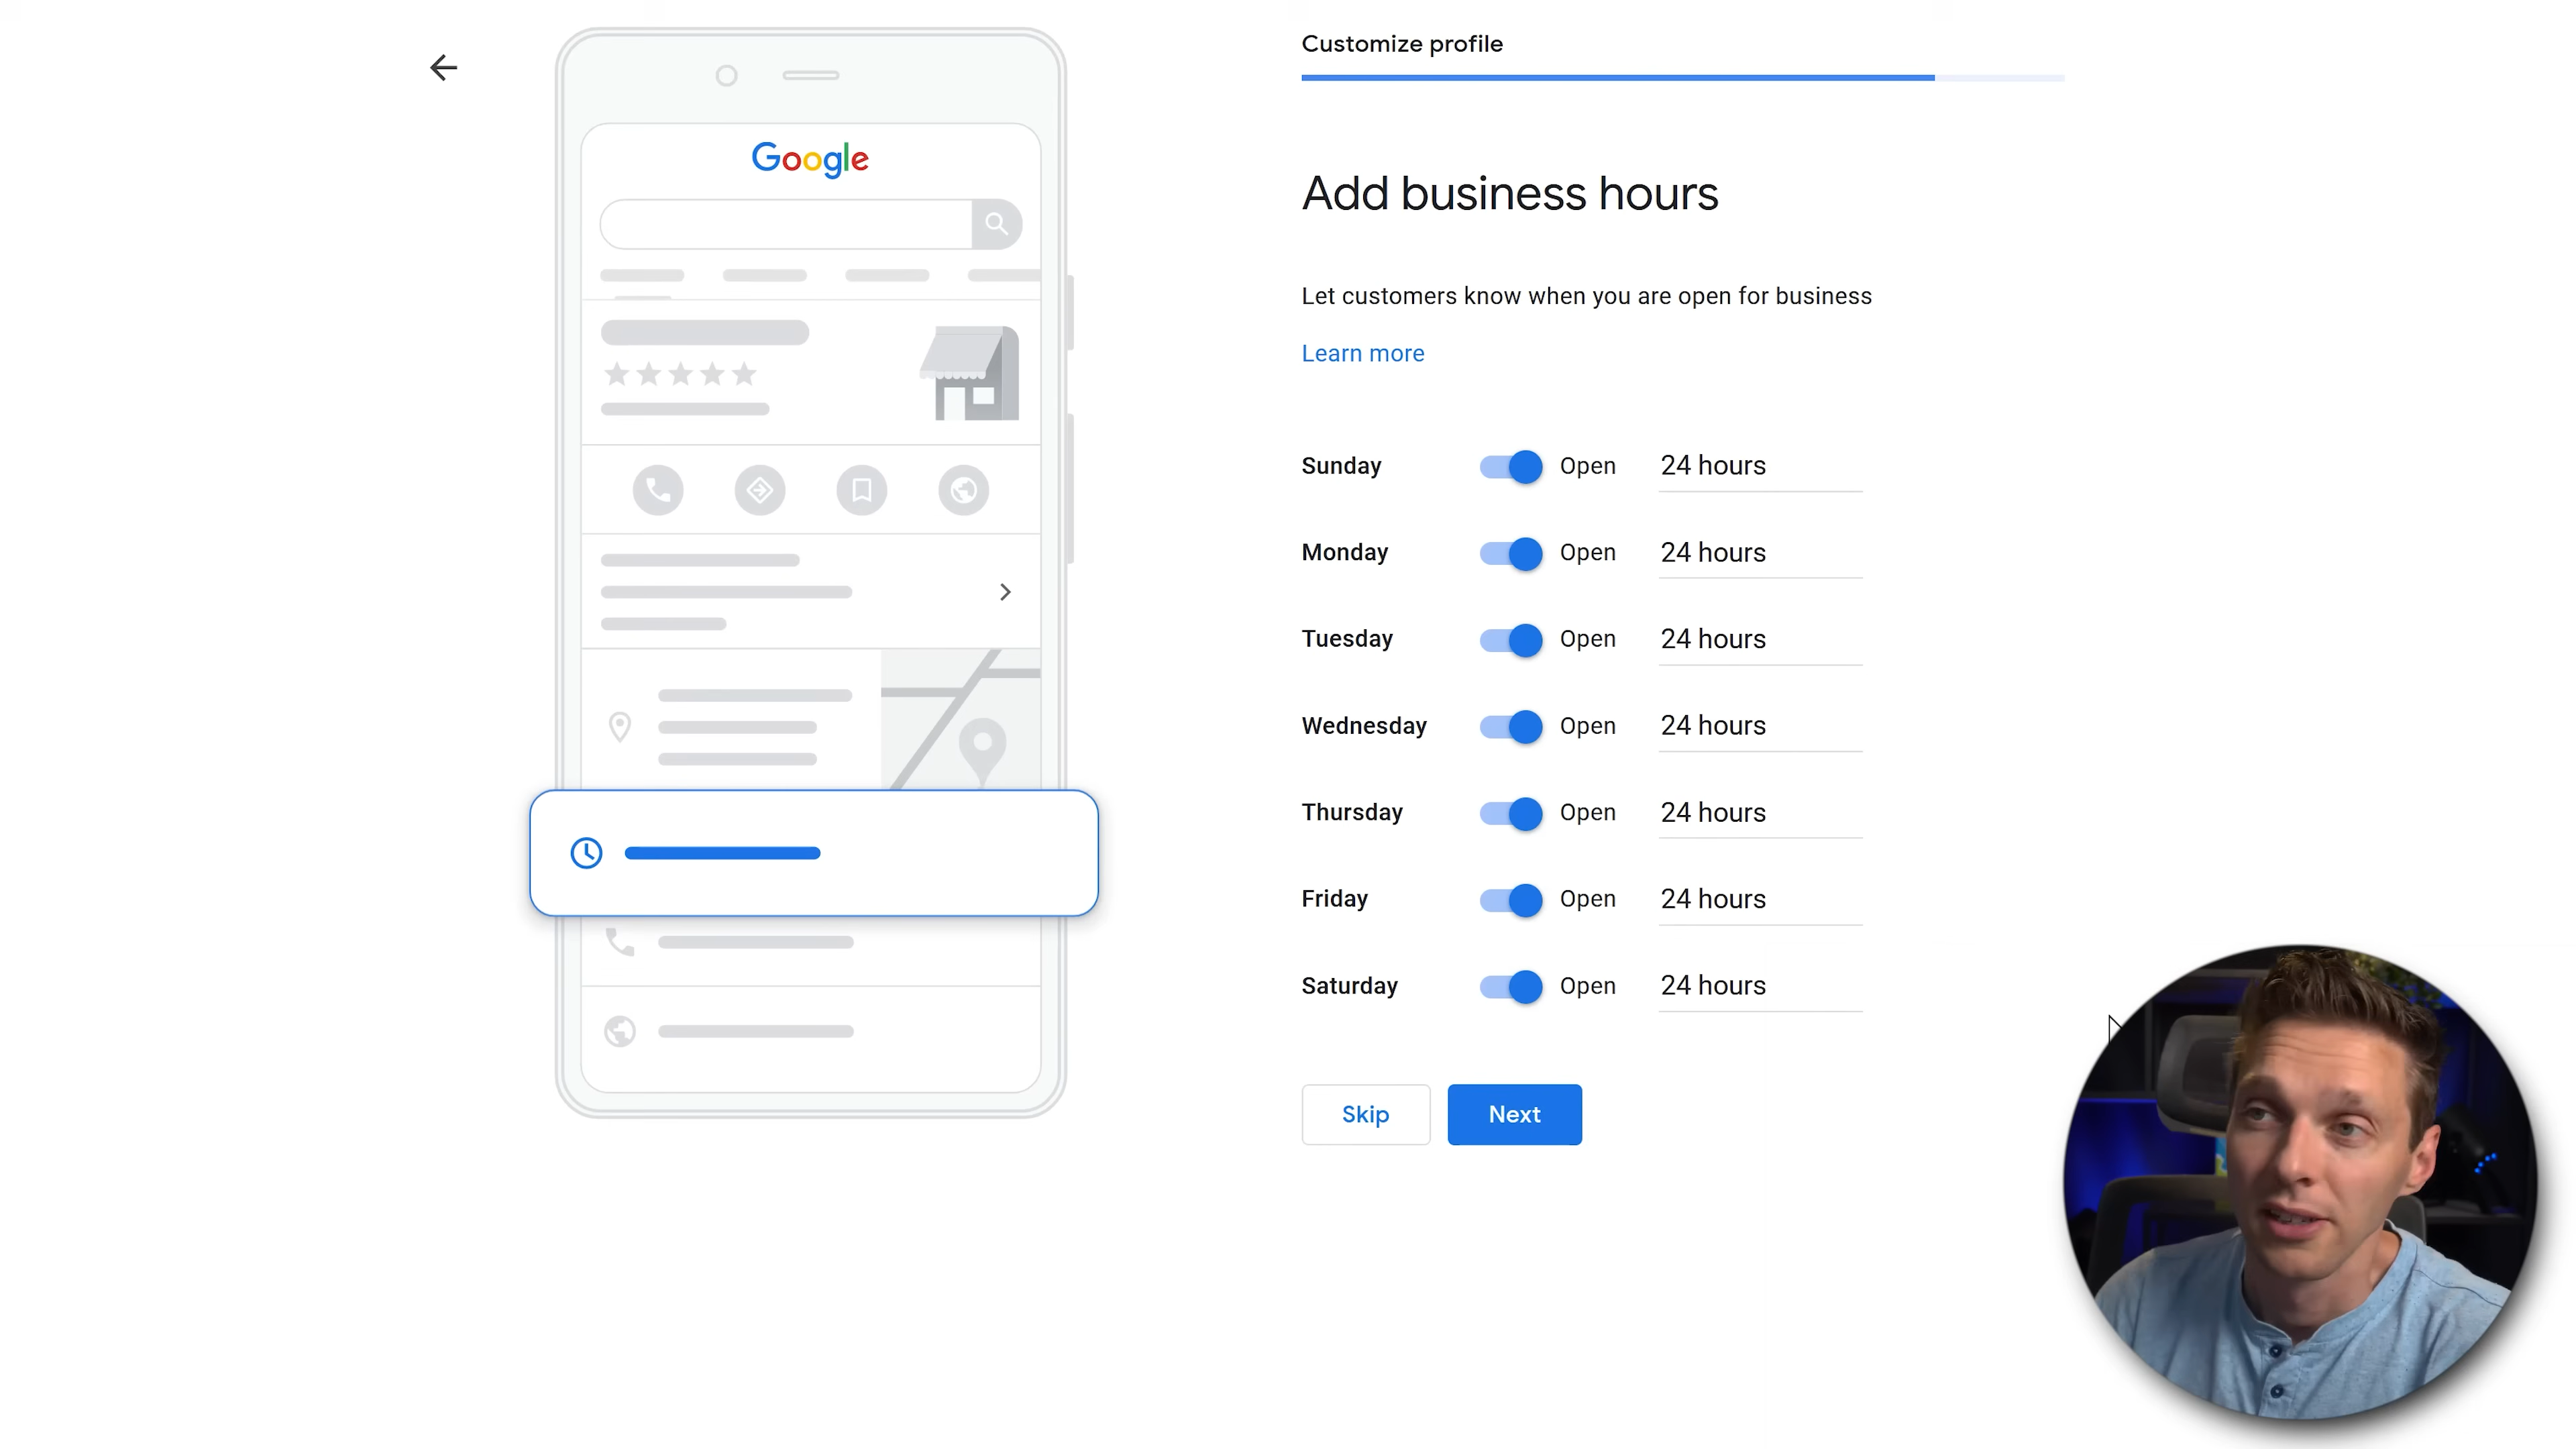 Customize profile
Google
Add business hours
Let customers know when you are open for business
Learn more
Sunday Open 24 hours
Monday Open 24 hours
Tuesday Open 24 hours
Wednesday Open 24 hours
Thursday Open 24 hours
Friday Open 24 hours
Saturday Open 24 hours
Skip Next